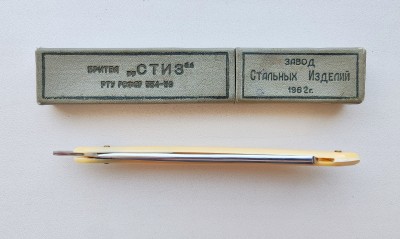 БРИТВА „СТИЗ“
РТУ РСФСР 554-59
ЗАВОД
Стальных Изделий
1962г.